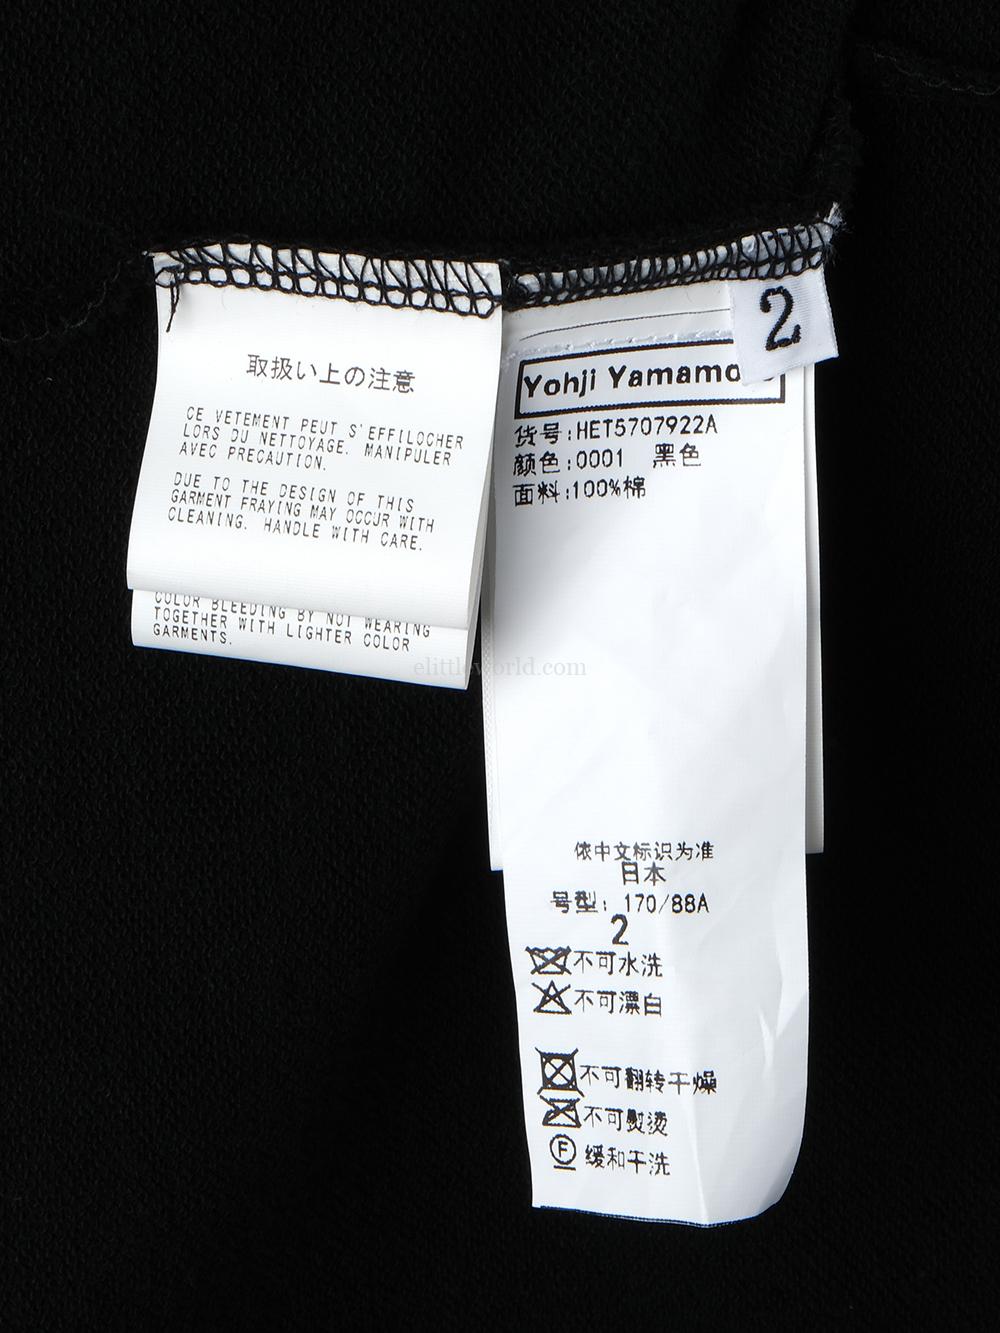 取扱い上の注意
CE VETEMENT PEUT S'EFFILOCHER
LORS DU NETTOYAGE. MANIPULER
AVEC PRECAUTION.
DUE TO THE DESIGN OF THIS
GARMENT FRAYING MAY OCCUR WITH
CLEANING. HANDLE WITH CARE.
COLOR BLEEDING BY NOT WEARING
TOGETHER WITH LIGHTER COLOR
GARMENTS.
2
Yohji Yamamo
货号:HET5707922A
颜色:0001 黑色
面料:100%棉
elittleworld.com
依中文标识为准
日本
号型: 170/88A
2
不可水洗
不可漂白
不可翻转干燥
不可熨烫
F 缓和干洗